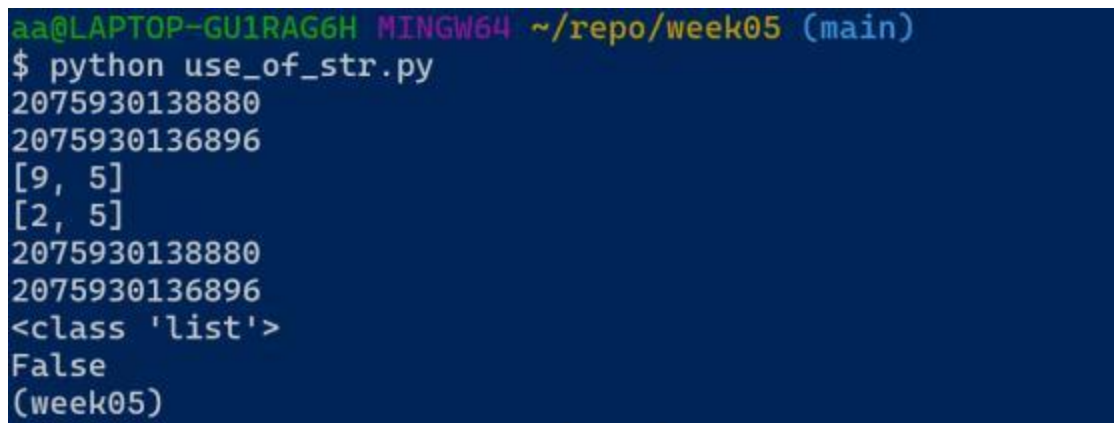 aa@LAPTOP-GU1RAG6H MINGW64 ~/repo/week05 (main)
$ python use_of_str.py
2075930138880
2075930136896
[9, 5]
[2, 5]
2075930138880
2075930136896
<class 'list'>
False
(week05)